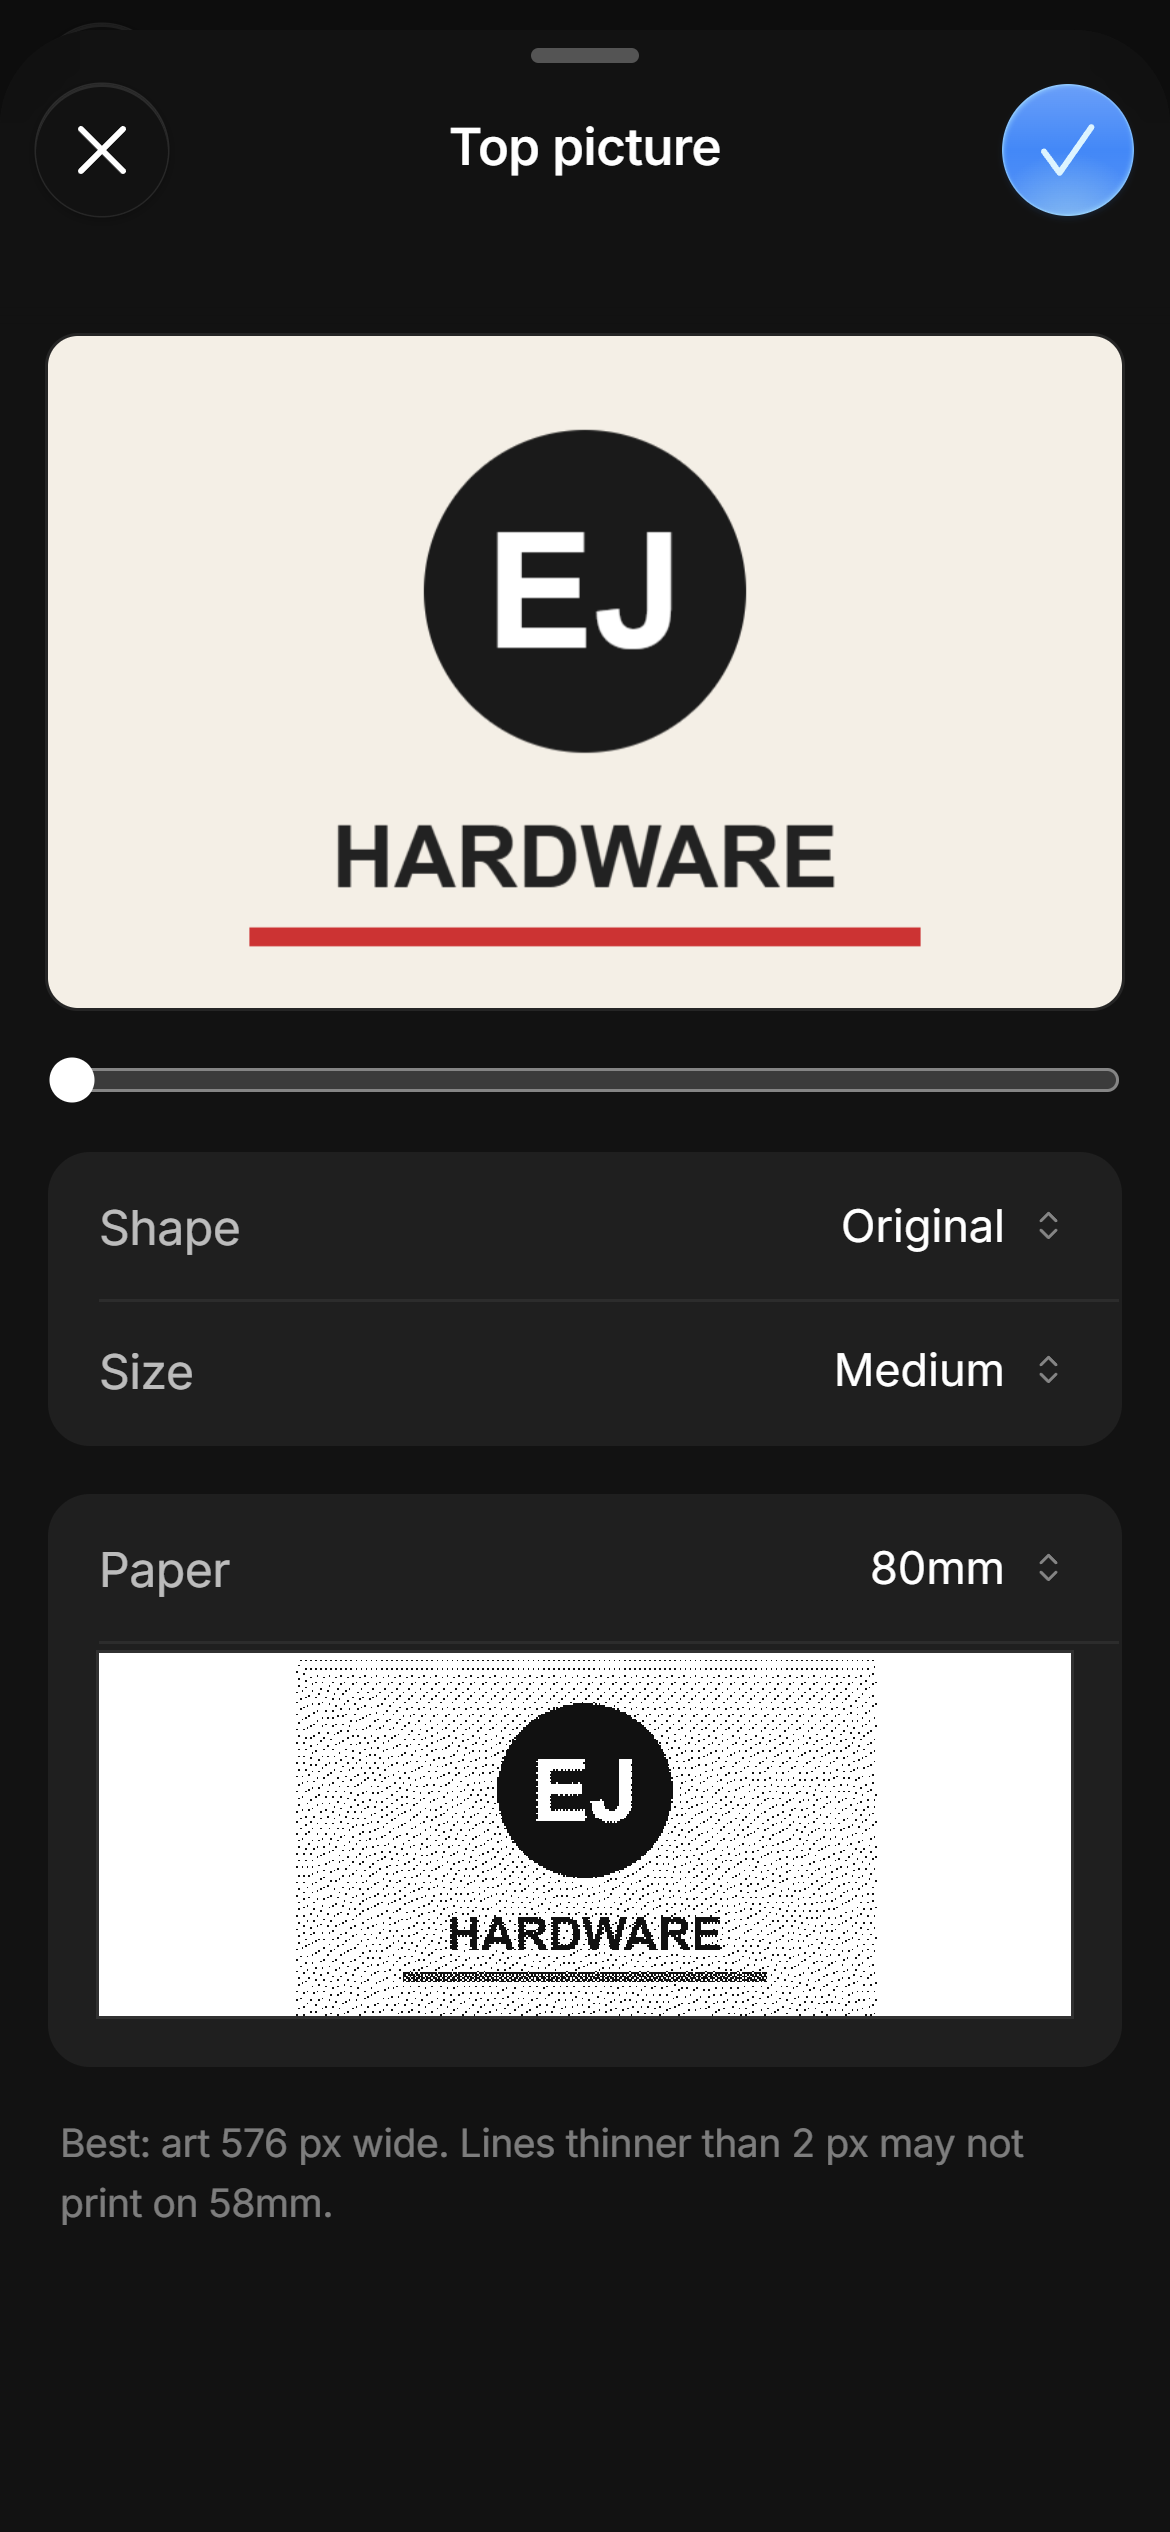 Top picture
EJ
HARDWARE
Shape Original
Size Medium
Paper 80mm
EJ
HARDWARE
Best: art 576 px wide. Lines thinner than 2 px may not
print on 58mm.